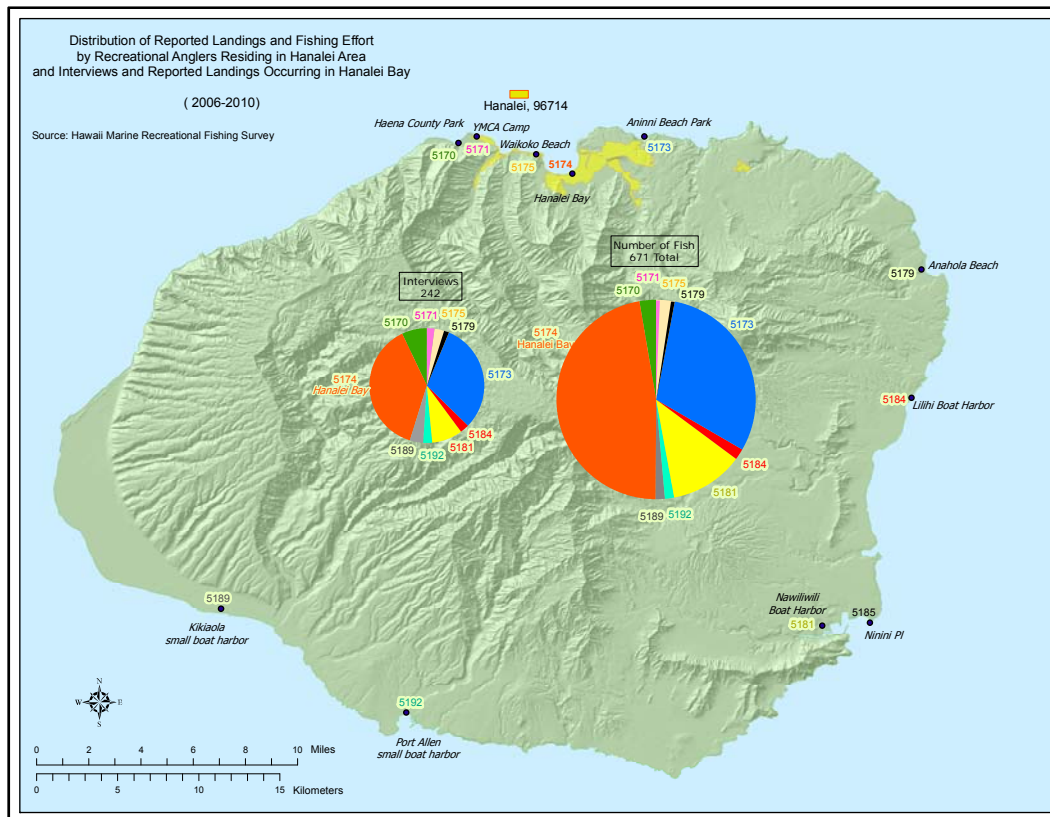 Distribution of Reported Landings and Fishing Effort
by Recreational Anglers Residing in Hanalei Area
and Interviews and Reported Landings Occurring in Hanalei Bay
( 2006-2010)
Source: Hawaii Marine Recreational Fishing Survey
Hanalei, 96714
Haena County Park
YMCA Camp
Waikoko Beach
Aninni Beach Park
5170
5171
5175
5174
5173
Hanalei Bay
5179
Anahola Beach
Interviews
242
5170
5171
5175
5179
5174
Hanalei Bay
5173
5184
5181
5192
5189
Number of Fish
671 Total
5170
5171
5175
5179
5174
Hanalei Bay
5173
5184
5181
5192
5189
5184
Lilihi Boat Harbor
Nawiliwili
Boat Harbor
5181
5185
Ninini Pl
5189
Kikiaola
small boat harbor
5192
Port Allen
small boat harbor
N
W
E
S
0 2 4 6 8 10 Miles
0 5 10 15 Kilometers